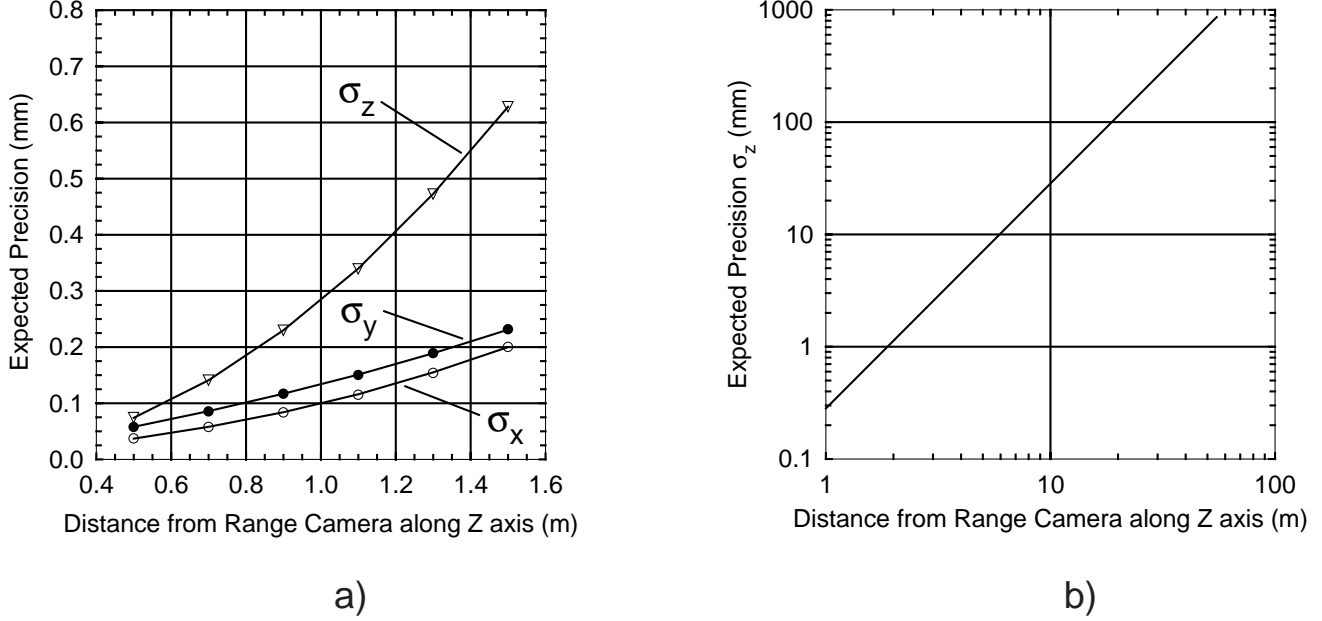 Expected Precision (mm)
0.8
0.7
0.6
0.5
0.4
0.3
0.2
0.1
0.0
σz
σy
σx
0.4 0.6 0.8 1.0 1.2 1.4 1.6
Distance from Range Camera along Z axis (m)
a)
Expected Precision σz (mm)
1000
100
10
1
0.1
1 10 100
Distance from Range Camera along Z axis (m)
b)